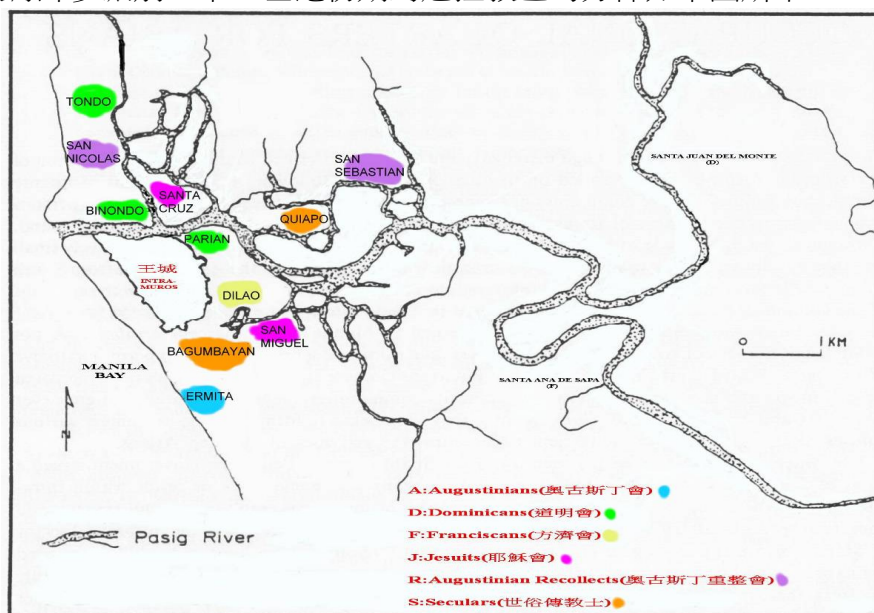 TONDO
SAN
NICOLAS
SAN
SEBASTIAN
SANTA JUAN DEL MONTE
(D)
SANTA
CRUZ
BINONDO
QUIAPO
PARIAN
王城
INTRA-
MUROS
DILAO
SAN
MIGUEL
BAGUMBAYAN
O 1 KM
MANILA
BAY
SANTA ANA DE SAPA
(F)
ERMITA
N
A:Augustinians(奧古斯丁會)
D:Dominicans(道明會)
F:Franciscans(方濟會)
Pasig River
J:Jesuits(耶穌會)
R:Augustinian Recollects(奧古斯丁重整會)
S:Seculars(世俗傳教士)